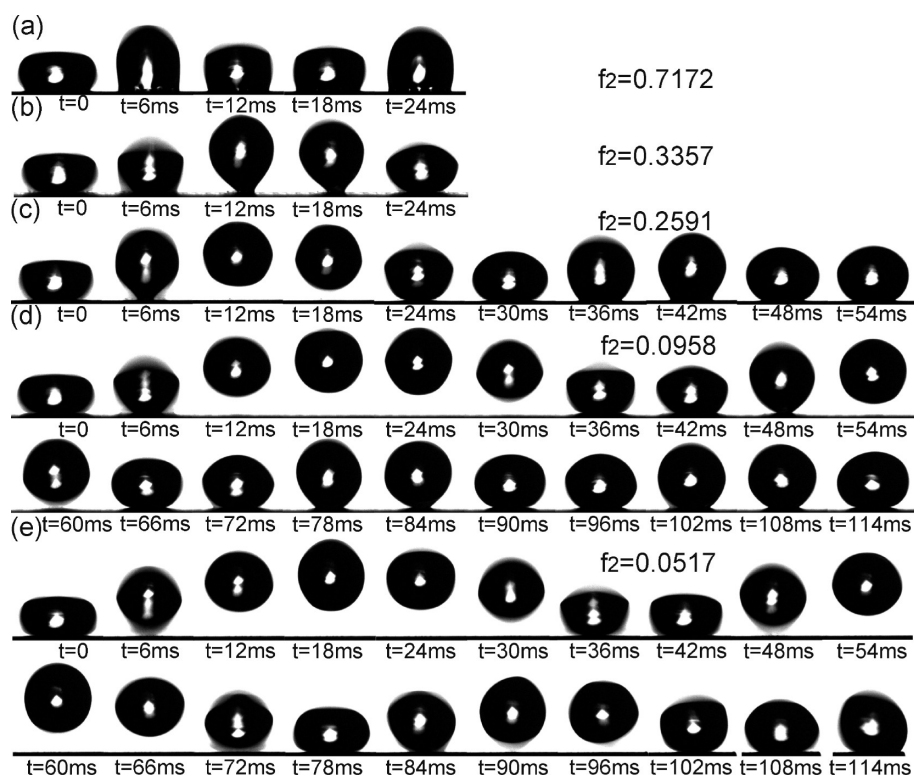 (a)
f2=0.7172
t=0 t=6ms t=12ms t=18ms t=24ms
(b)
f2=0.3357
t=0 t=6ms t=12ms t=18ms t=24ms
(c)
f2=0.2591
t=0 t=6ms t=12ms t=18ms t=24ms t=30ms t=36ms t=42ms t=48ms t=54ms
(d)
f2=0.0958
t=0 t=6ms t=12ms t=18ms t=24ms t=30ms t=36ms t=42ms t=48ms t=54ms
t=60ms t=66ms t=72ms t=78ms t=84ms t=90ms t=96ms t=102ms t=108ms t=114ms
(e)
f2=0.0517
t=0 t=6ms t=12ms t=18ms t=24ms t=30ms t=36ms t=42ms t=48ms t=54ms
t=60ms t=66ms t=72ms t=78ms t=84ms t=90ms t=96ms t=102ms t=108ms t=114ms